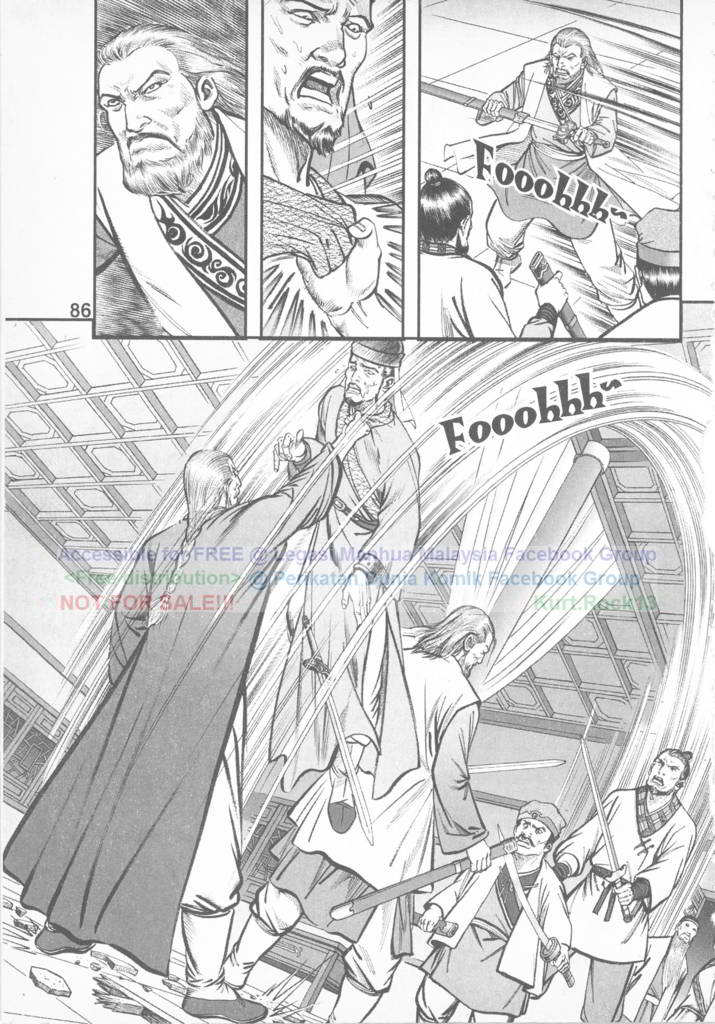 Fooohhh~
86
Fooohhh~
Accessible for FREE @ Legasi Manhua Malaysia Facebook Group
<Free distribution> @ Perikatan Dunia Komik Facebook Group
NOT FOR SALE!!!
Kurt.Rock13